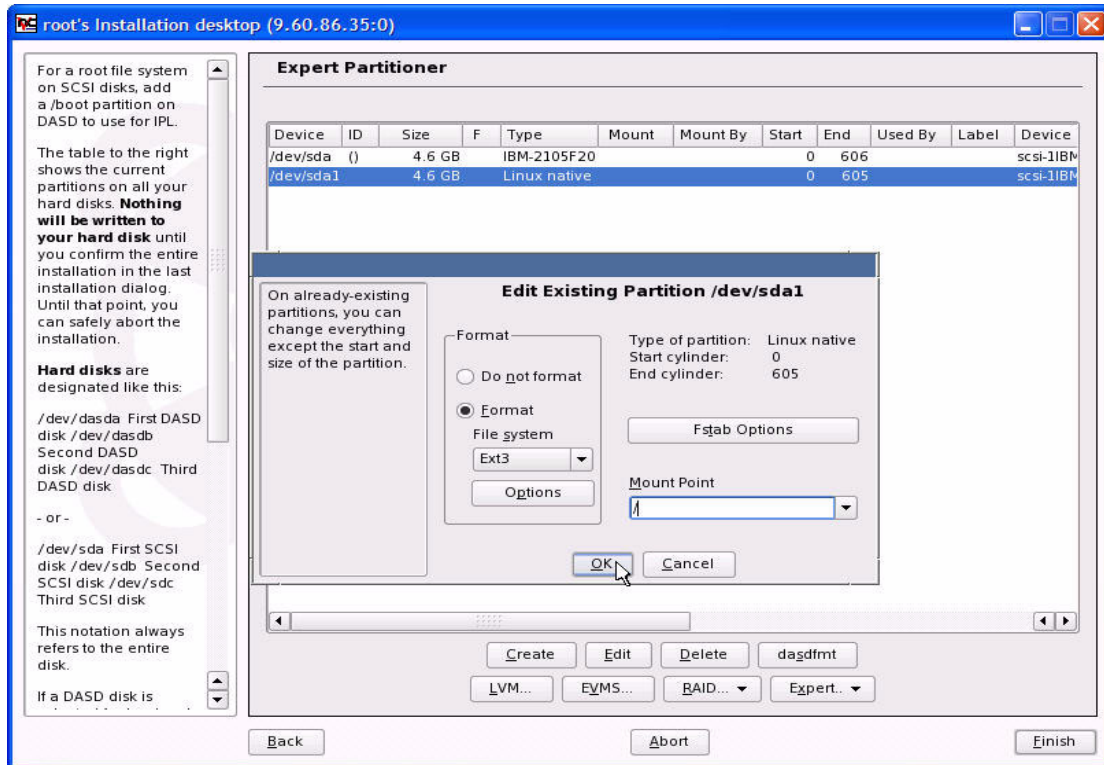 root's Installation desktop (9.60.86.35:0)
For a root file system
on SCSI disks, add
a /boot partition on
DASD to use for IPL.
The table to the right
shows the current
partitions on all your
hard disks. Nothing
will be written to
your hard disk until
you confirm the entire
installation in the last
installation dialog.
Until that point, you
can safely abort the
installation.
Hard disks are
designated like this:
/dev/dasda First DASD
disk /dev/dasdb
Second DASD
disk /dev/dasdc Third
DASD disk
- or -
/dev/sda First SCSI
disk /dev/sdb Second
SCSI disk /dev/sdc
Third SCSI disk
This notation always
refers to the entire
disk.
If a DASD disk is
Expert Partitioner
Device ID Size F Type Mount Mount By Start End Used By Label Device
/dev/sda () 4.6 GB IBM-2105F20 0 606 scsi-1IBM
/dev/sda1 4.6 GB Linux native 0 605 scsi-1IBM
On already-existing
partitions, you can
change everything
except the start and
size of the partition.
Edit Existing Partition /dev/sda1
Format
Do not format
Format
File system
Ext3
Options
Type of partition: Linux native
Start cylinder: 0
End cylinder: 605
Fstab Options
Mount Point
/
OK Cancel
Create Edit Delete dasdfmt
LVM... EVMS... RAID... Expert..
Back Abort Finish